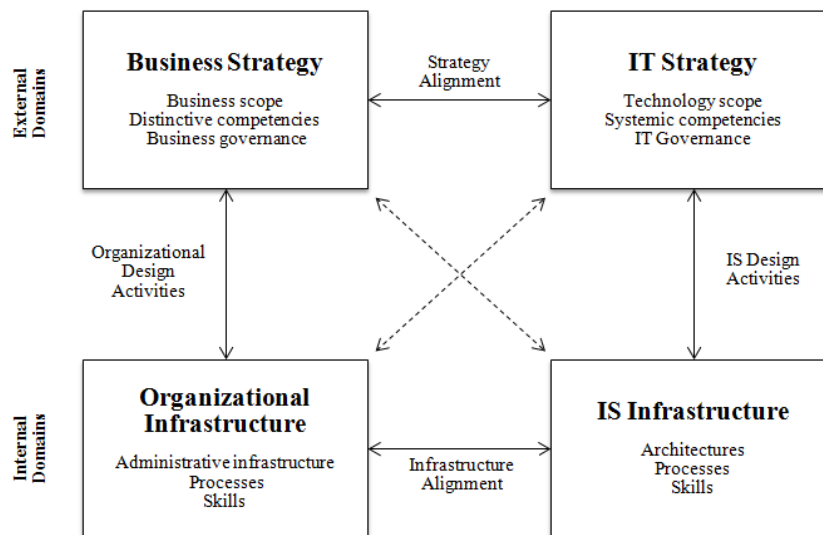 External
Domains
Business Strategy
Business scope
Distinctive competencies
Business governance
Strategy
Alignment
IT Strategy
Technology scope
Systemic competencies
IT Governance
Organizational
Design
Activities
IS Design
Activities
Internal
Domains
Organizational
Infrastructure
Administrative infrastructure
Processes
Skills
Infrastructure
Alignment
IS Infrastructure
Architectures
Processes
Skills